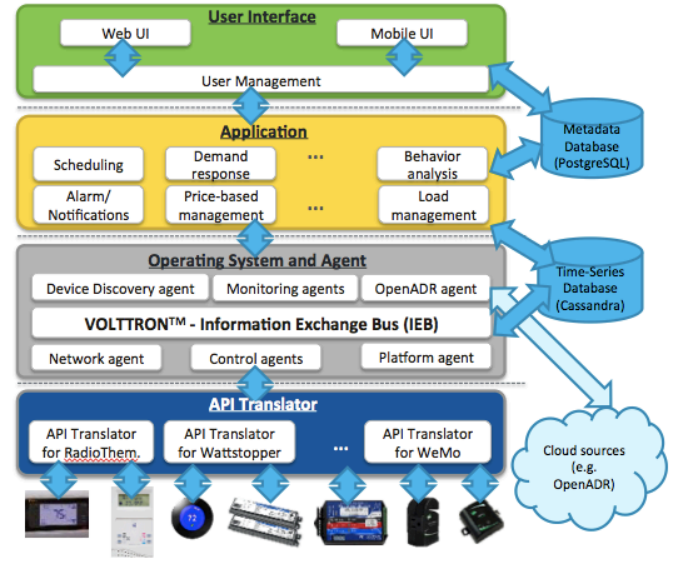 User Interface
Web UI
Mobile UI
User Management
Metadata
Database
(PostgreSQL)
Application
Scheduling
Demand
response
...
Behavior
analysis
Alarm/
Notifications
Price-based
management
...
Load
management
Time-Series
Database
(Cassandra)
Operating System and Agent
Device Discovery agent
Monitoring agents
OpenADR agent
VOLTTRON™ - Information Exchange Bus (IEB)
Network agent
Control agents
Platform agent
API Translator
API Translator
for RadioThem.
API Translator
for Wattstopper
...
API Translator
for WeMo
Cloud sources
(e.g.
OpenADR)
75
72